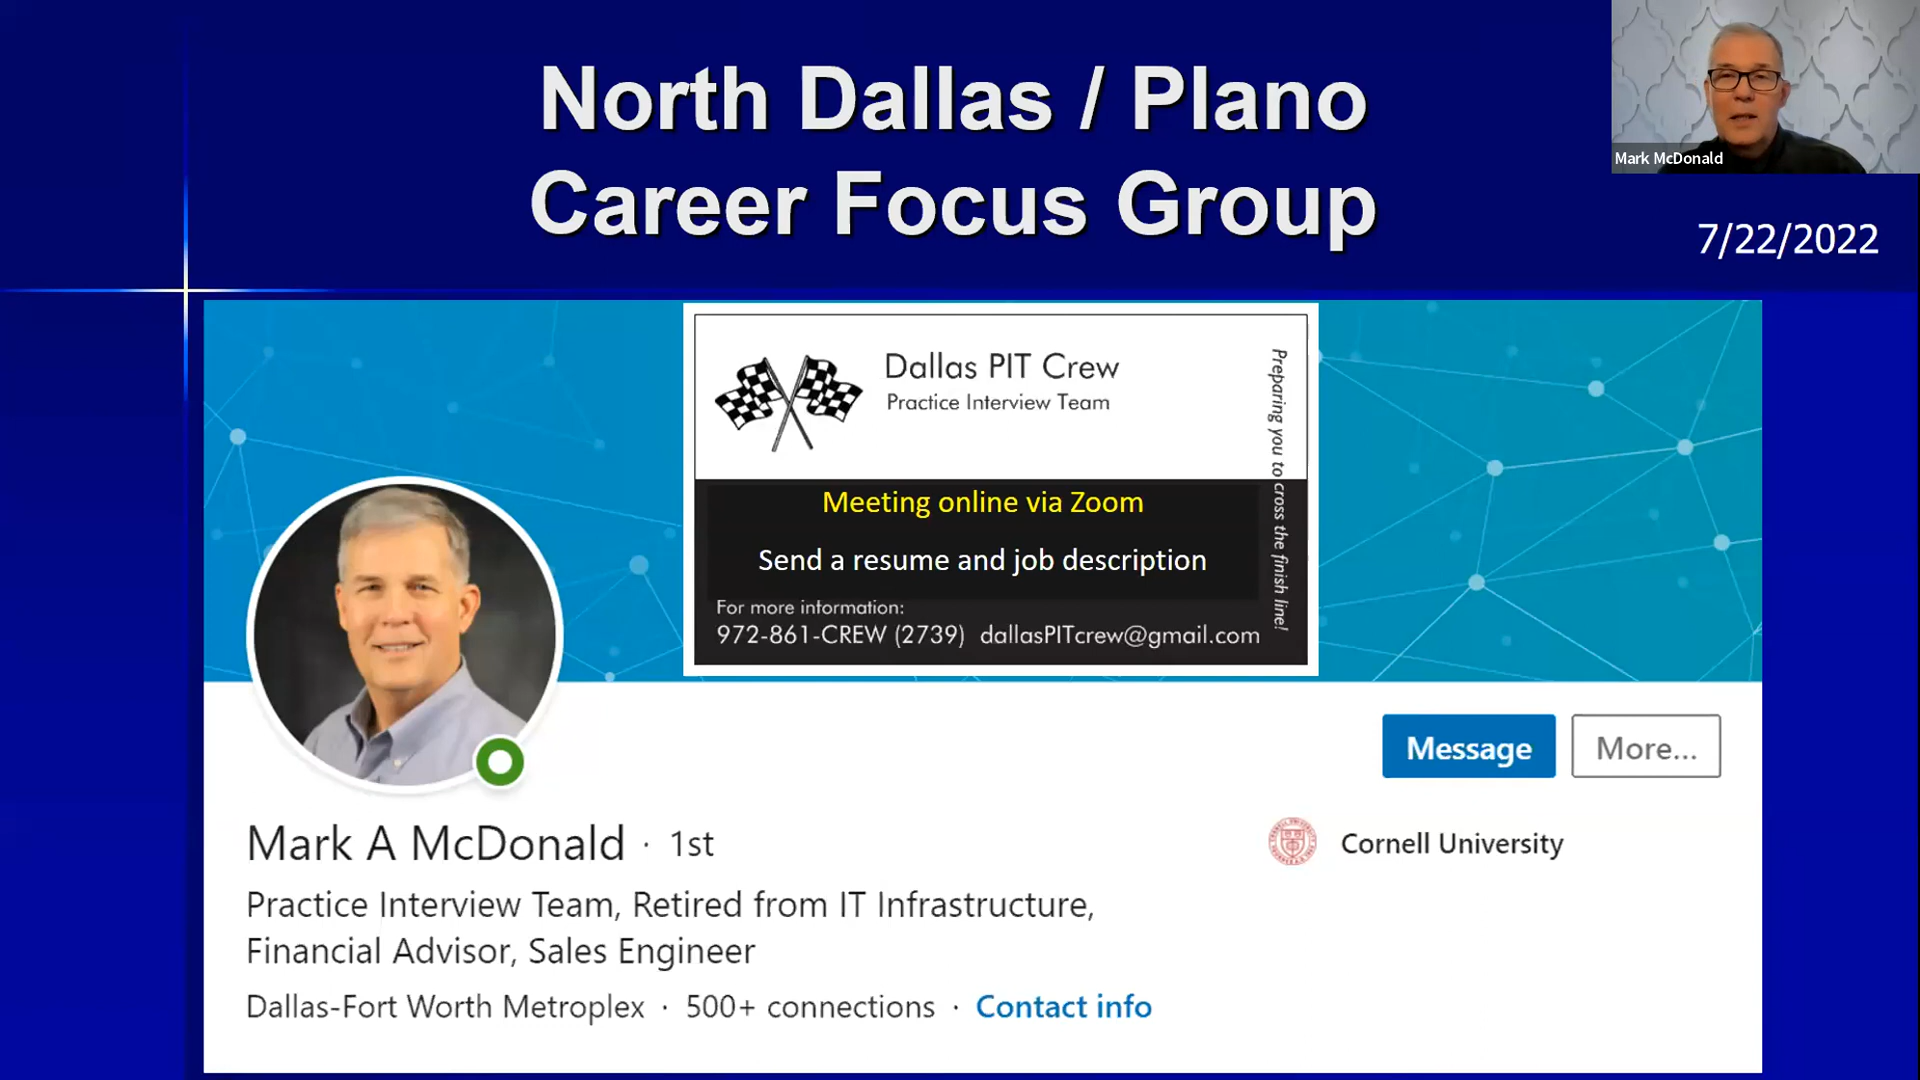 North Dallas / Plano
Career Focus Group
Mark McDonald
7/22/2022
Dallas PIT Crew
Practice Interview Team
Preparing you to cross the finish line!
Meeting online via Zoom
Send a resume and job description
For more information:
972-861-CREW (2739) dallasPITcrew@gmail.com
Message
More...
Mark A McDonald · 1st
Cornell University
Practice Interview Team, Retired from IT Infrastructure,
Financial Advisor, Sales Engineer
Dallas-Fort Worth Metroplex · 500+ connections · Contact info